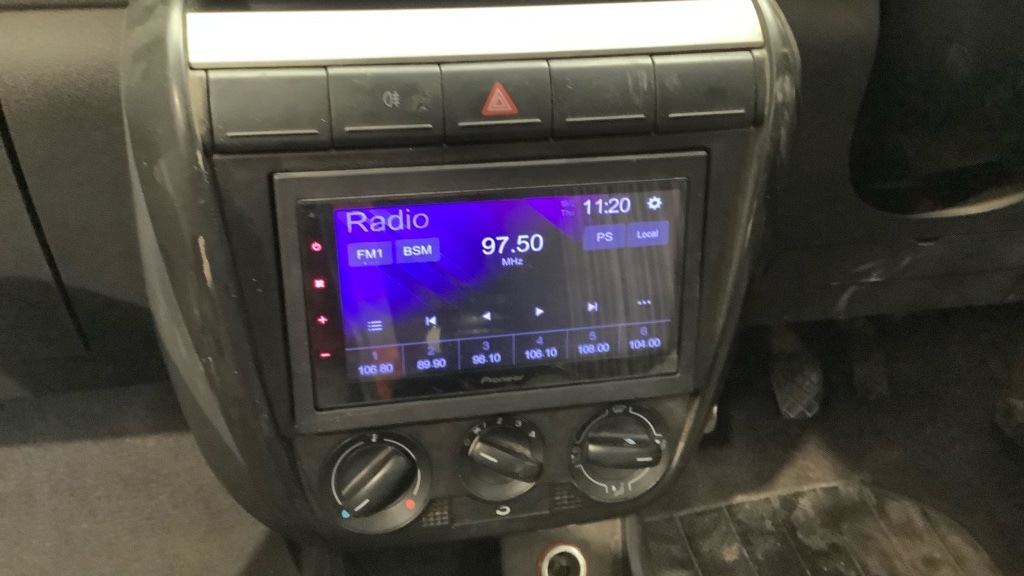 Radio
11:20
FM1 BSM
97.50
MHz
PS Local
1 2 3 4 5 6
106.80 89.90 98.10 106.10 108.00 104.00
Pioneer